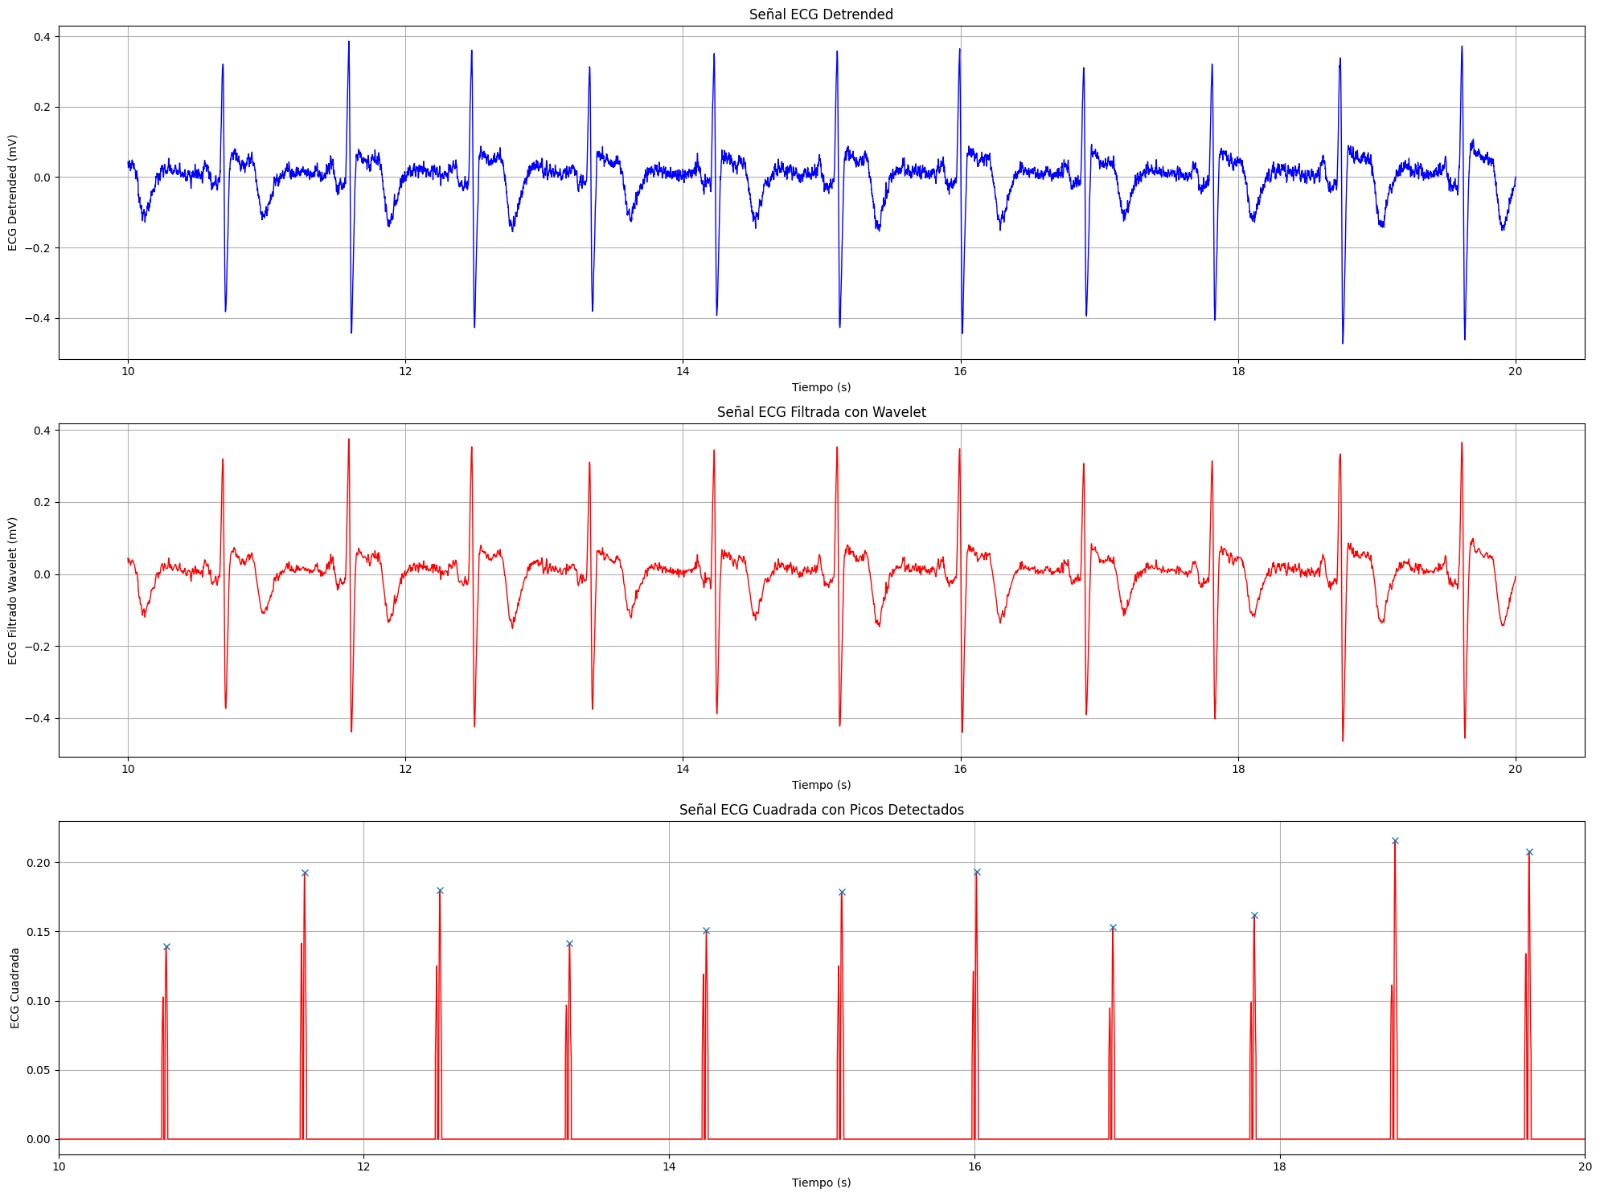 Señal ECG Detrended
0.4
0.2
0.0
−0.2
−0.4
ECG Detrended (mV)
10 12 14 16 18 20
Tiempo (s)
Señal ECG Filtrada con Wavelet
0.4
0.2
0.0
−0.2
−0.4
ECG Filtrado Wavelet (mV)
10 12 14 16 18 20
Tiempo (s)
Señal ECG Cuadrada con Picos Detectados
0.20
0.15
0.10
0.05
0.00
ECG Cuadrada
10 12 14 16 18 20
Tiempo (s)